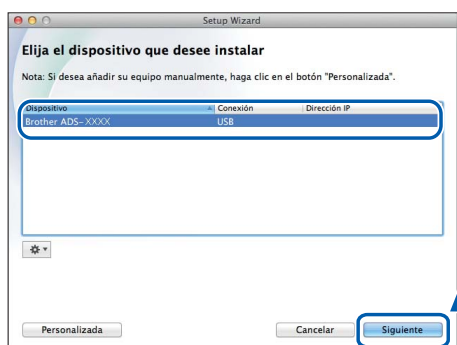 Setup Wizard
Elija el dispositivo que desee instalar
Nota: Si desea añadir su equipo manualmente, haga clic en el botón "Personalizada".
Dispositivo Conexión Dirección IP
Brother ADS-XXXX USB
Personalizada Cancelar Siguiente